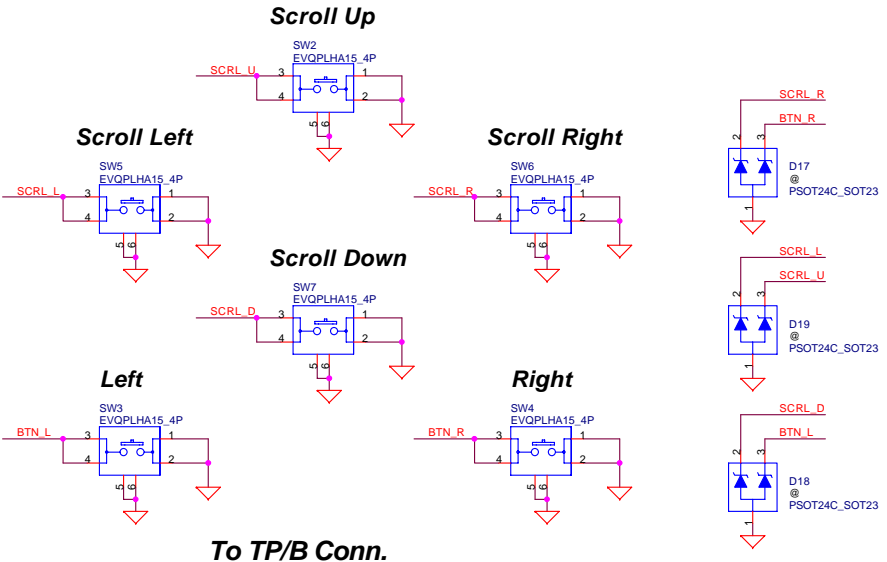 Scroll Up
SW2
EVQPLHA15_4P
SCRL_U
3
1
4
2
5
6
Scroll Left
SW5
EVQPLHA15_4P
SCRL_L
3
1
4
2
5
6
Scroll Right
SW6
EVQPLHA15_4P
SCRL_R
3
1
4
2
5
6
Scroll Down
SW7
EVQPLHA15_4P
SCRL_D
3
1
4
2
5
6
Left
SW3
EVQPLHA15_4P
BTN_L
3
1
4
2
5
6
Right
SW4
EVQPLHA15_4P
BTN_R
3
1
4
2
5
6
To TP/B Conn.
SCRL_R
BTN_R
2
3
D17
@
PSOT24C_SOT23
1
SCRL_L
SCRL_U
2
3
D19
@
PSOT24C_SOT23
1
SCRL_D
BTN_L
2
3
D18
@
PSOT24C_SOT23
1